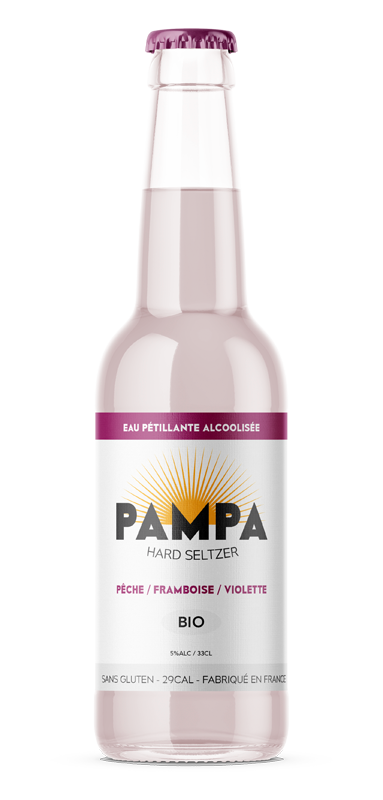 EAU PÉTILLANTE ALCOOLISÉE
PAMPA
HARD SELTZER
PÊCHE / FRAMBOISE / VIOLETTE
BIO
5%ALC / 33CL
SANS GLUTEN - 29CAL - FABRIQUÉ EN FRANCE